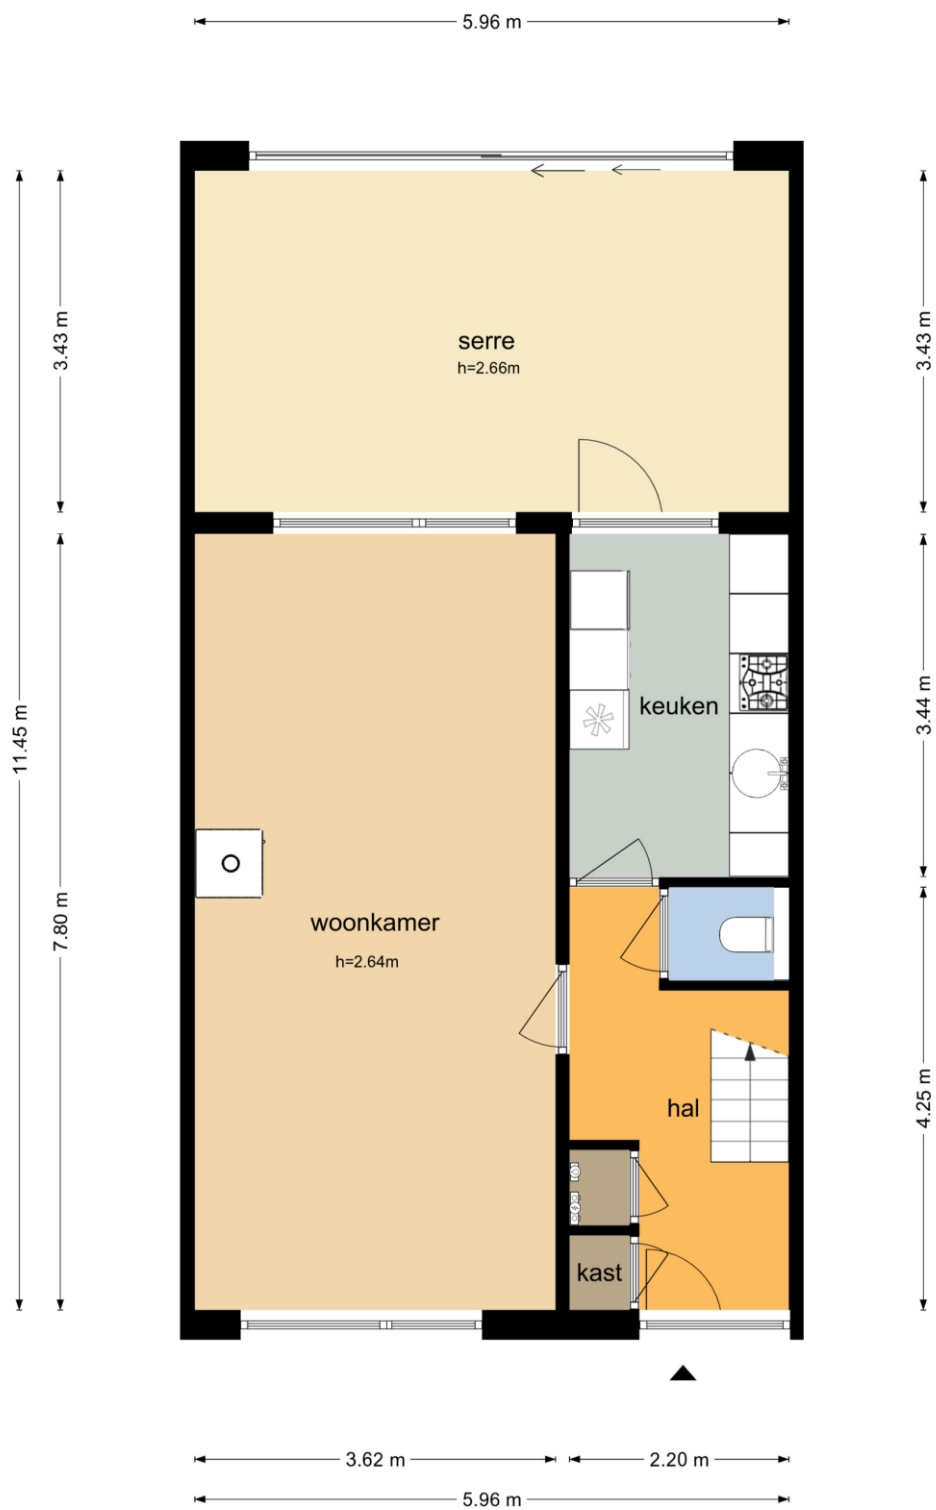 5.96 m
3.43 m
3.43 m
serre
h=2.66m
11.45 m
3.44 m
keuken
7.80 m
woonkamer
h=2.64m
4.25 m
hal
kast
3.62 m
2.20 m
5.96 m